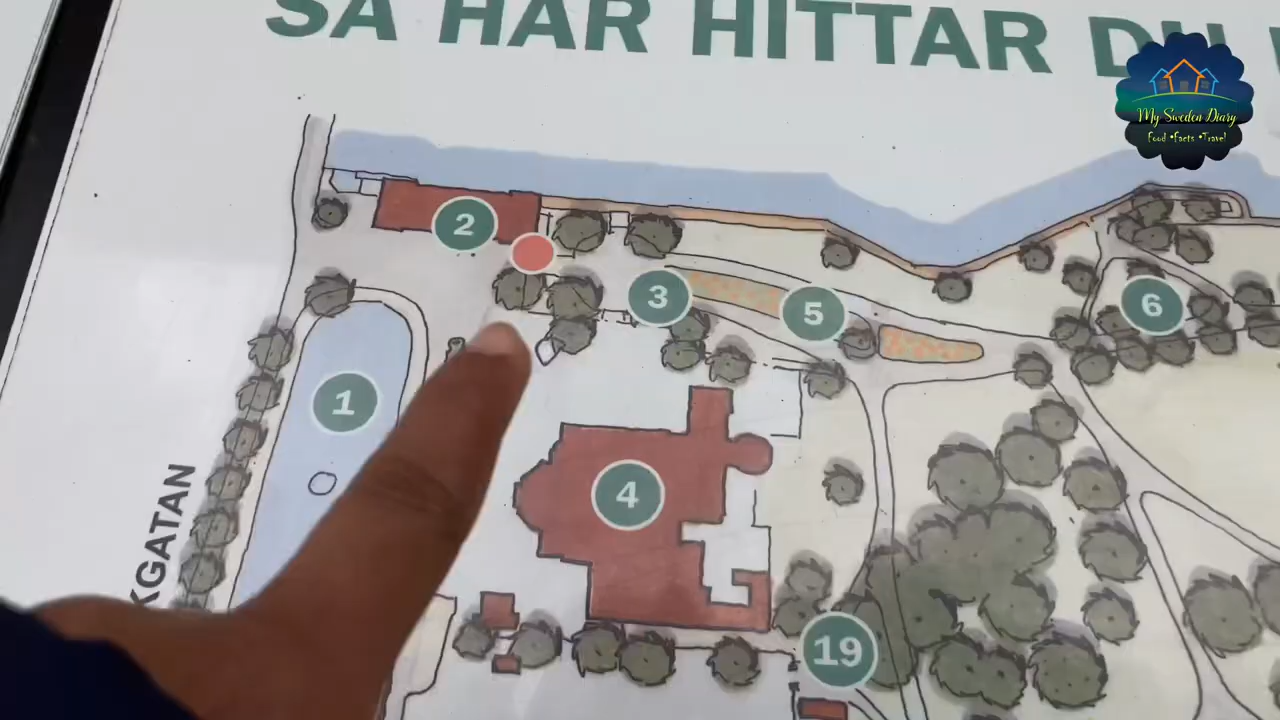 SÅ HÄR HITTAR DU
My Sweden Diary
Food •Facts •Travel
2
3
5
6
1
4
19
KGATAN